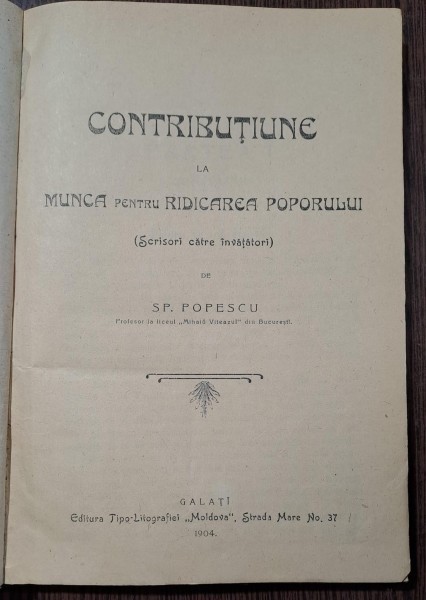 CONTRIBUȚIUNE
LA
MUNCA PENTRU RIDICAREA POPORULUI
(Scrisori către învățători)
DE
SP. POPESCU
Profesor la liceul „Mihaiŭ Viteazul" din Bucureștĭ.
GALAȚĬ
Editura Tipo-Litografiei „Moldova", Strada Mare No. 37
1904.